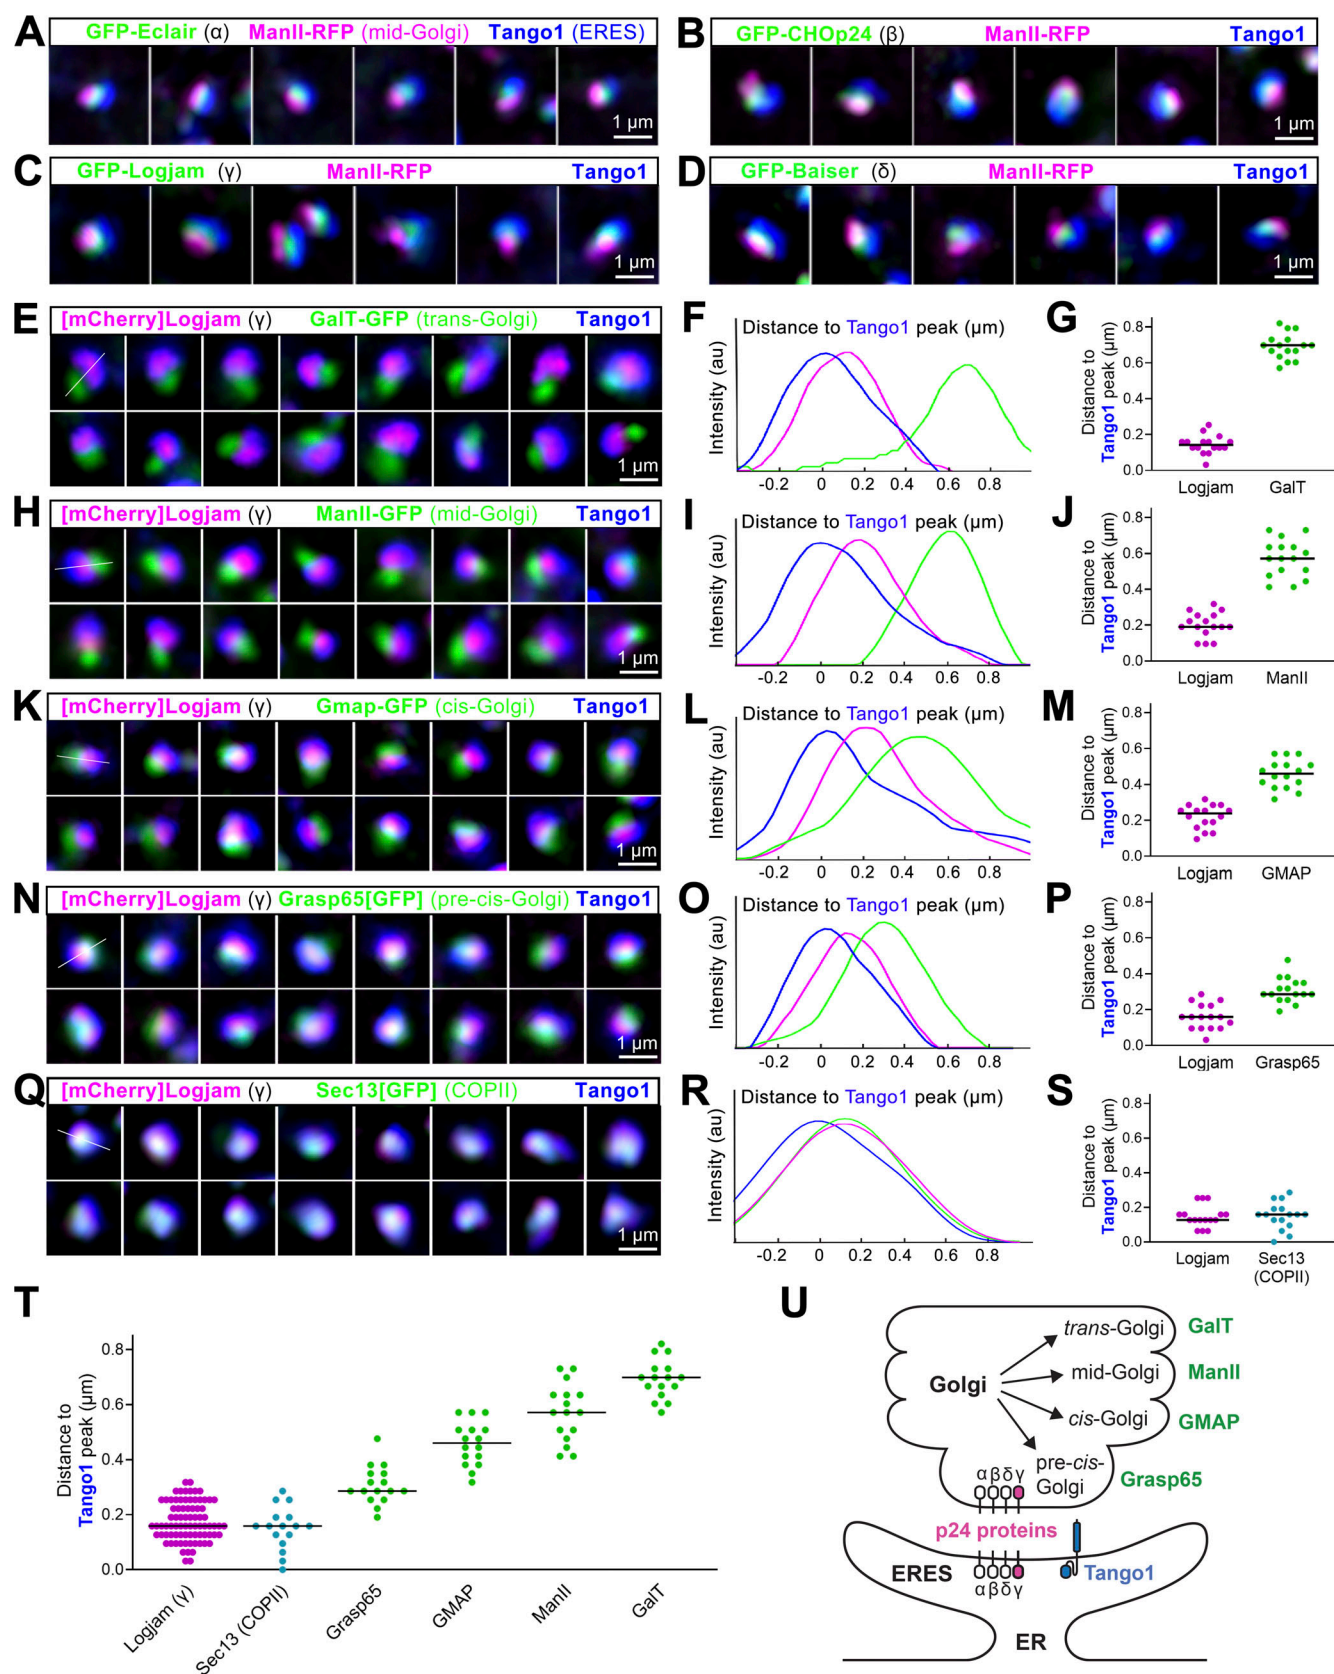 A GFP-Eclair (α) ManII-RFP (mid-Golgi) Tango1 (ERES)
1 µm
B GFP-CHOp24 (β) ManII-RFP Tango1
1 µm
C GFP-Logjam (γ) ManII-RFP Tango1
1 µm
D GFP-Baiser (δ) ManII-RFP Tango1
1 µm
E [mCherry]Logjam (γ) GalT-GFP (trans-Golgi) Tango1
1 µm
F Distance to Tango1 peak (µm)
Intensity (au)
-0.2 0 0.2 0.4 0.6 0.8
G Distance to
Tango1 peak (µm)
0.8
0.6
0.4
0.2
0.0
Logjam GalT
H [mCherry]Logjam (γ) ManII-GFP (mid-Golgi) Tango1
1 µm
I Distance to Tango1 peak (µm)
Intensity (au)
-0.2 0 0.2 0.4 0.6 0.8
J Distance to
Tango1 peak (µm)
0.8
0.6
0.4
0.2
0.0
Logjam ManII
K [mCherry]Logjam (γ) Gmap-GFP (cis-Golgi) Tango1
1 µm
L Distance to Tango1 peak (µm)
Intensity (au)
-0.2 0 0.2 0.4 0.6 0.8
M Distance to
Tango1 peak (µm)
0.8
0.6
0.4
0.2
0.0
Logjam GMAP
N [mCherry]Logjam (γ) Grasp65[GFP] (pre-cis-Golgi) Tango1
1 µm
O Distance to Tango1 peak (µm)
Intensity (au)
-0.2 0 0.2 0.4 0.6 0.8
P Distance to
Tango1 peak (µm)
0.8
0.6
0.4
0.2
0.0
Logjam Grasp65
Q [mCherry]Logjam (γ) Sec13[GFP] (COPII) Tango1
1 µm
R Distance to Tango1 peak (µm)
Intensity (au)
-0.2 0 0.2 0.4 0.6 0.8
S Distance to
Tango1 peak (µm)
0.8
0.6
0.4
0.2
0.0
Logjam Sec13
(COPII)
T
Distance to
Tango1 peak (µm)
0.8
0.6
0.4
0.2
0.0
Logjam (γ)
Sec13 (COPII)
Grasp65
GMAP
ManII
GalT
U
trans-Golgi GalT
Golgi mid-Golgi ManII
cis-Golgi GMAP
αβδγ pre-cis-
Golgi Grasp65
p24 proteins
ERES Tango1
αβδγ
ER